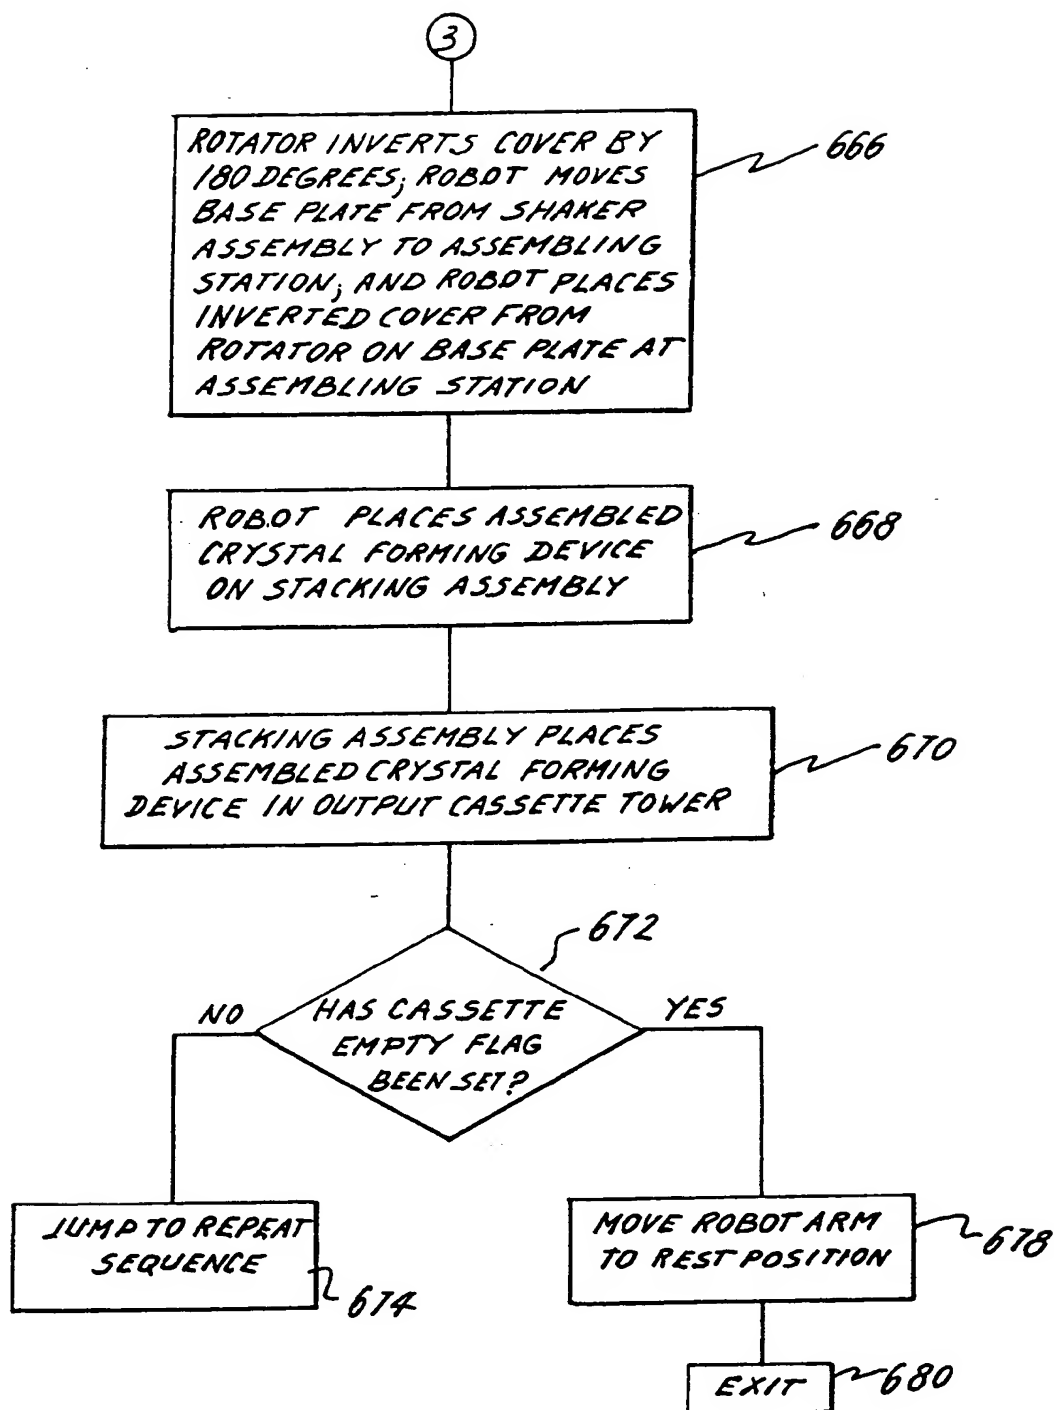 3
ROTATOR INVERTS COVER BY
180 DEGREES; ROBOT MOVES
BASE PLATE FROM SHAKER
ASSEMBLY TO ASSEMBLING
STATION; AND ROBOT PLACES
INVERTED COVER FROM
ROTATOR ON BASE PLATE AT
ASSEMBLING STATION
666
ROBOT PLACES ASSEMBLED
CRYSTAL FORMING DEVICE
ON STACKING ASSEMBLY
668
STACKING ASSEMBLY PLACES
ASSEMBLED CRYSTAL FORMING
DEVICE IN OUTPUT CASSETTE TOWER
670
672
NO
HAS CASSETTE
EMPTY FLAG
BEEN SET?
YES
JUMP TO REPEAT
SEQUENCE
674
MOVE ROBOT ARM
TO REST POSITION
678
EXIT
680